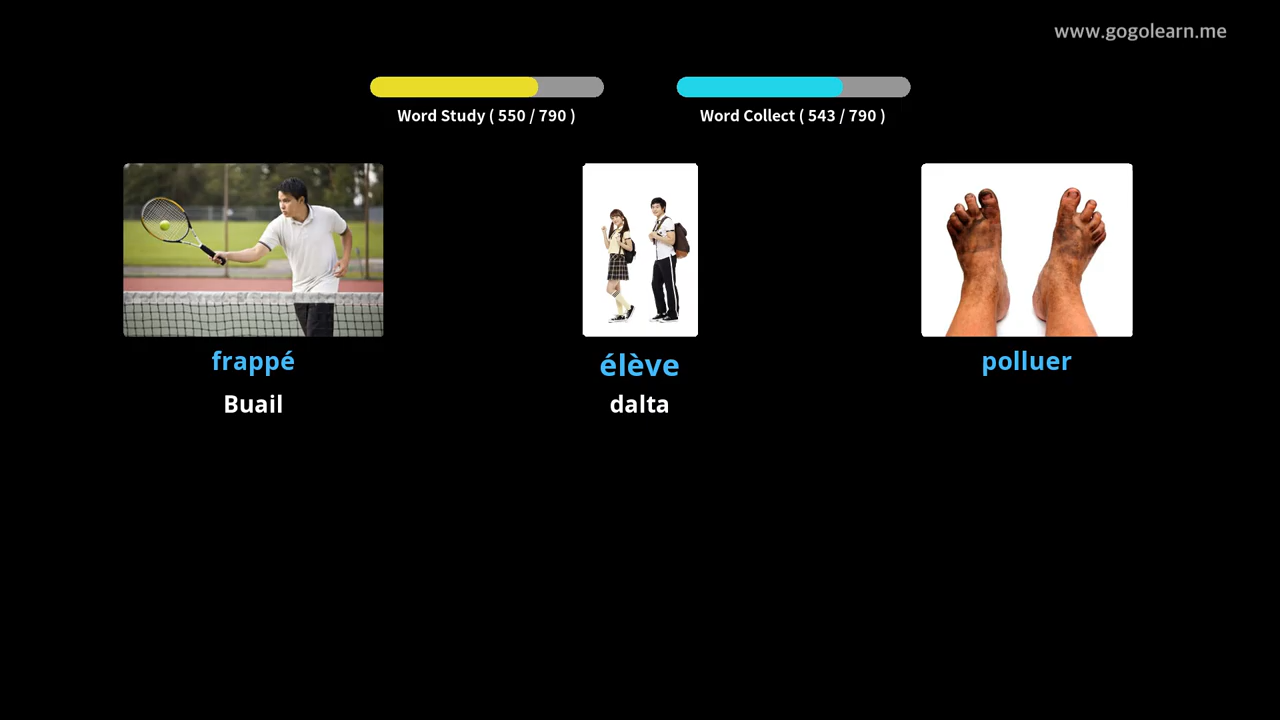 www.gogolearn.me
Word Study ( 550 / 790 )
Word Collect ( 543 / 790 )
frappé
élève
polluer
Buail
dalta